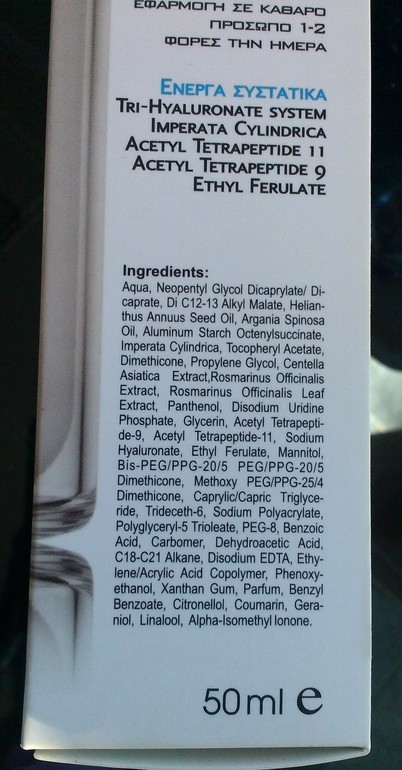 ΕΦΑΡΜΟΓΗ ΣΕ ΚΑΘΑΡΟ
ΠΡΟΣΩΠΟ 1-2
ΦΟΡΕΣ ΤΗΝ ΗΜΕΡΑ
ΕΝΕΡΓΑ ΣΥΣΤΑΤΙΚΑ
TRI-HYALURONATE SYSTEM
IMPERATA CYLINDRICA
ACETYL TETRAPEPTIDE 11
ACETYL TETRAPEPTIDE 9
ETHYL FERULATE
Ingredients:
Aqua, Neopentyl Glycol Dicaprylate/ Di-
caprate, Di C12-13 Alkyl Malate, Helian-
thus Annuus Seed Oil, Argania Spinosa
Oil, Aluminum Starch Octenylsuccinate,
Imperata Cylindrica, Tocopheryl Acetate,
Dimethicone, Propylene Glycol, Centella
Asiatica Extract,Rosmarinus Officinalis
Extract, Rosmarinus Officinalis Leaf
Extract, Panthenol, Disodium Uridine
Phosphate, Glycerin, Acetyl Tetrapepti-
de-9, Acetyl Tetrapeptide-11, Sodium
Hyaluronate, Ethyl Ferulate, Mannitol,
Bis-PEG/PPG-20/5 PEG/PPG-20/5
Dimethicone, Methoxy PEG/PPG-25/4
Dimethicone, Caprylic/Capric Triglyce-
ride, Trideceth-6, Sodium Polyacrylate,
Polyglyceryl-5 Trioleate, PEG-8, Benzoic
Acid, Carbomer, Dehydroacetic Acid,
C18-C21 Alkane, Disodium EDTA, Ethy-
lene/Acrylic Acid Copolymer, Phenoxy-
ethanol, Xanthan Gum, Parfum, Benzyl
Benzoate, Citronellol, Coumarin, Gera-
niol, Linalool, Alpha-Isomethyl Ionone.
50 ml e